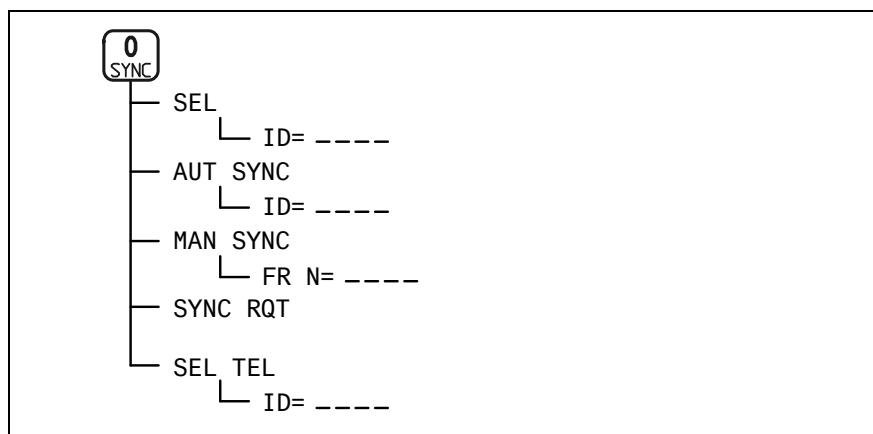 0
SYNC
SEL
ID= ____
AUT SYNC
ID= ____
MAN SYNC
FR N= ____
SYNC RQT
SEL TEL
ID= ____